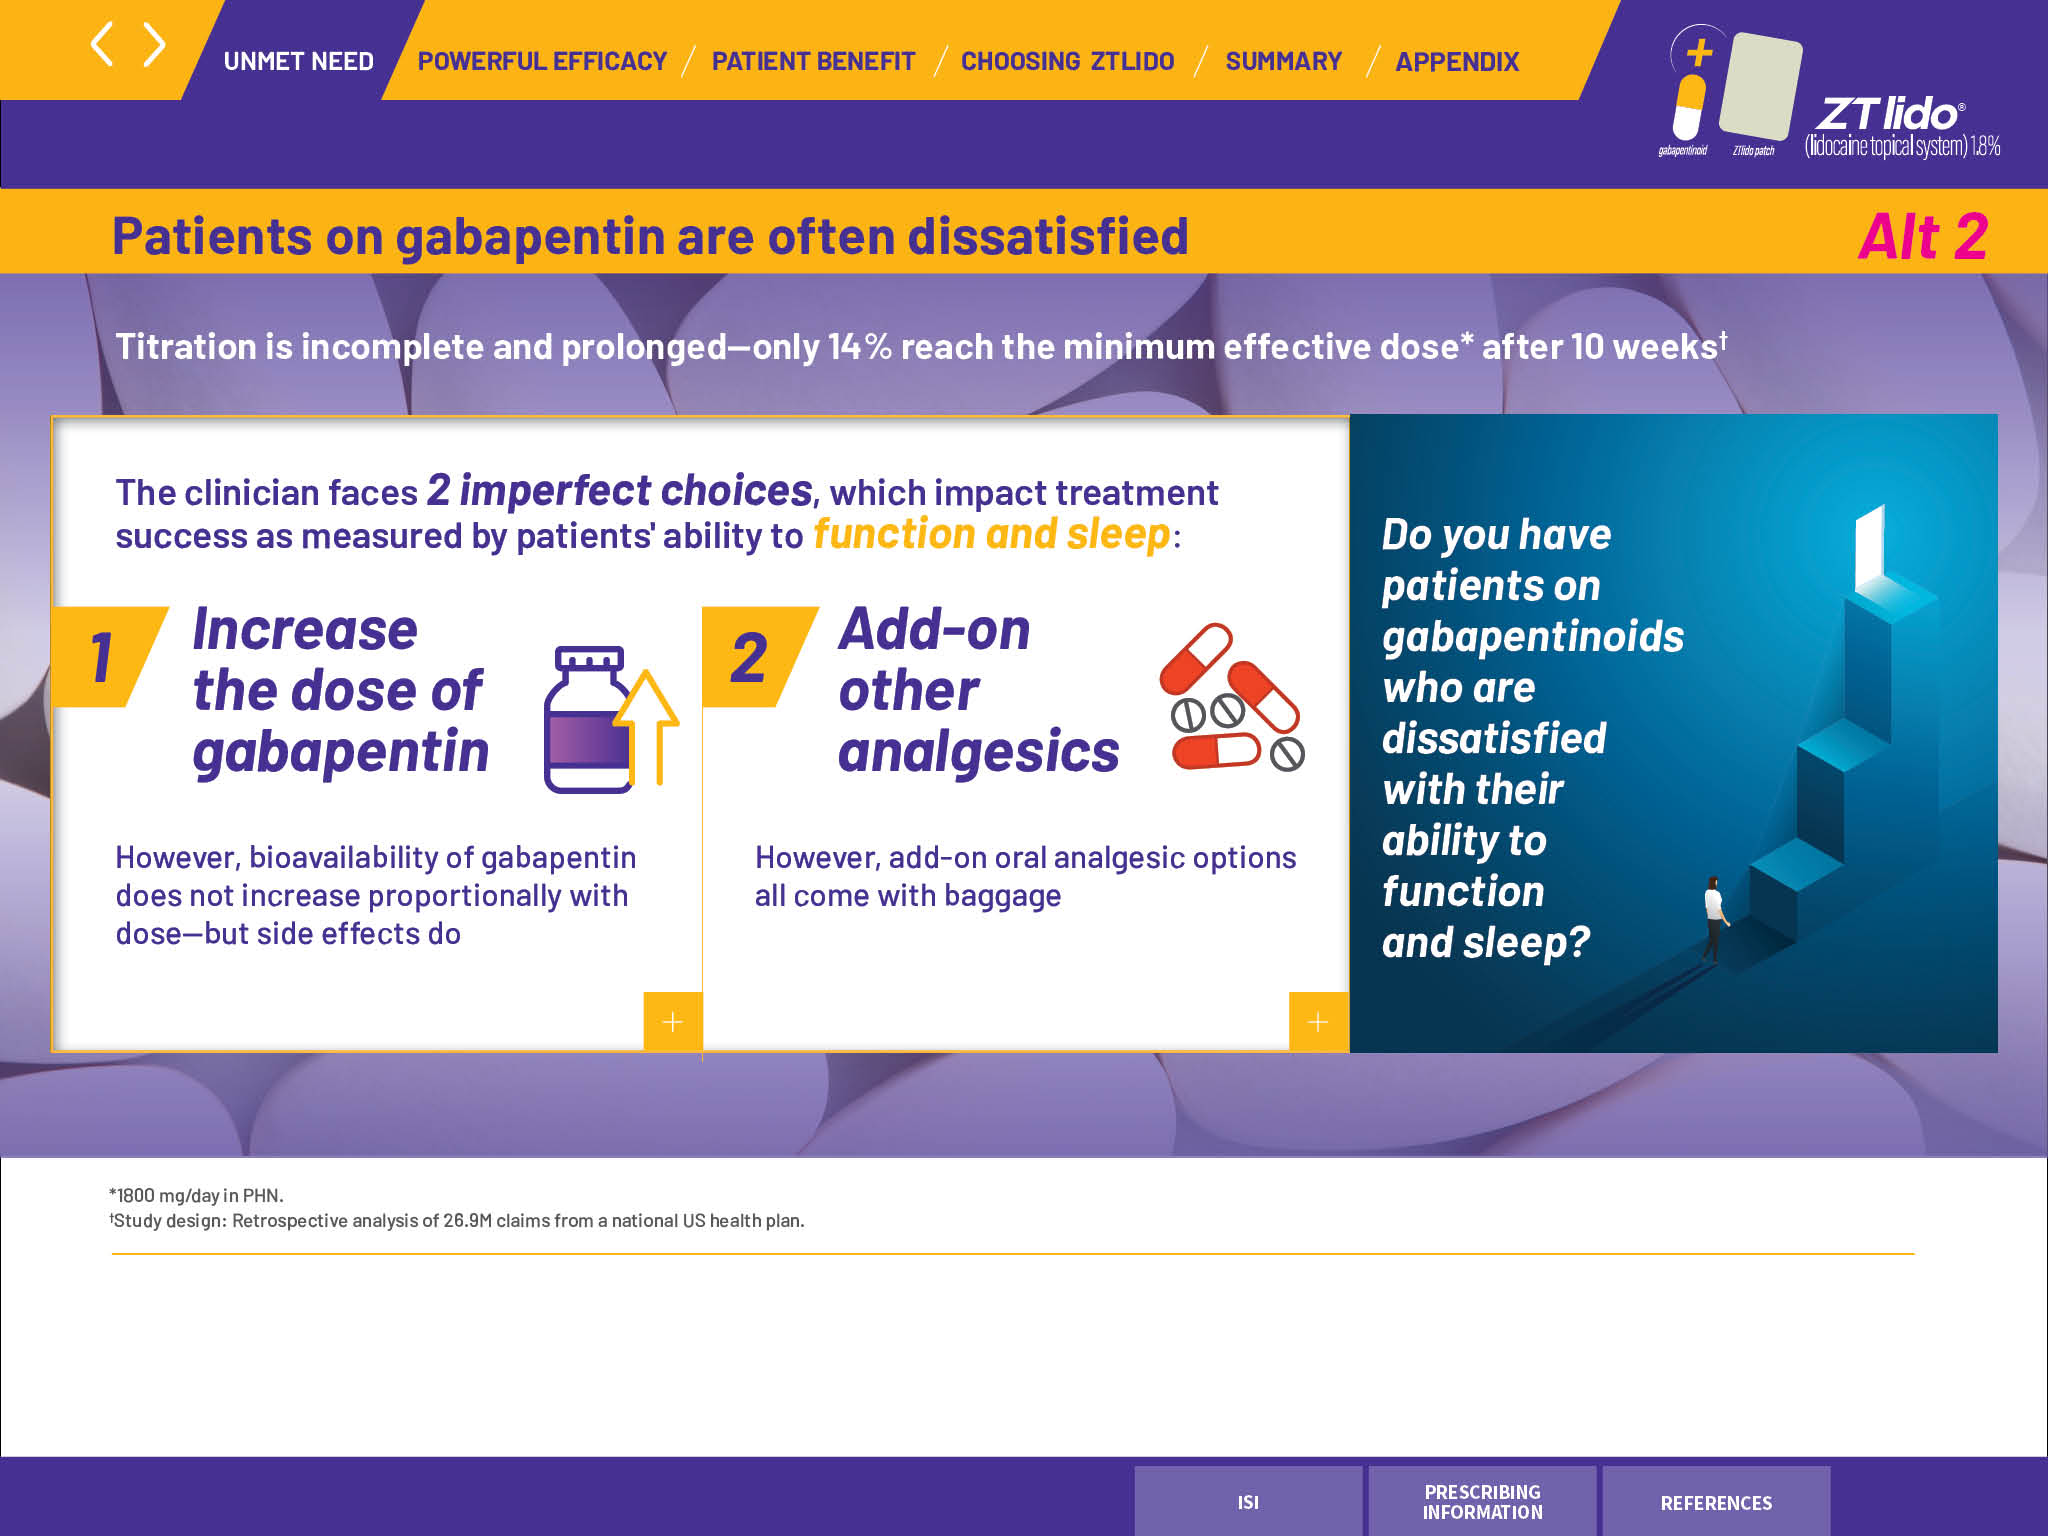 UNMET NEED
POWERFUL EFFICACY
PATIENT BENEFIT
CHOOSING ZTLIDO
SUMMARY
APPENDIX
gabapentinoid
ZTlido patch
ZTlido®
(lidocaine topical system) 1.8%
Patients on gabapentin are often dissatisfied
Alt 2
Titration is incomplete and prolonged—only 14% reach the minimum effective dose* after 10 weeks†
The clinician faces 2 imperfect choices, which impact treatment
success as measured by patients' ability to function and sleep:
1
Increase
the dose of
gabapentin
However, bioavailability of gabapentin
does not increase proportionally with
dose—but side effects do
+
2
Add-on
other
analgesics
However, add-on oral analgesic options
all come with baggage
+
Do you have
patients on
gabapentinoids
who are
dissatisfied
with their
ability to
function
and sleep?
*1800 mg/day in PHN.
†Study design: Retrospective analysis of 26.9M claims from a national US health plan.
ISI
PRESCRIBING
INFORMATION
REFERENCES